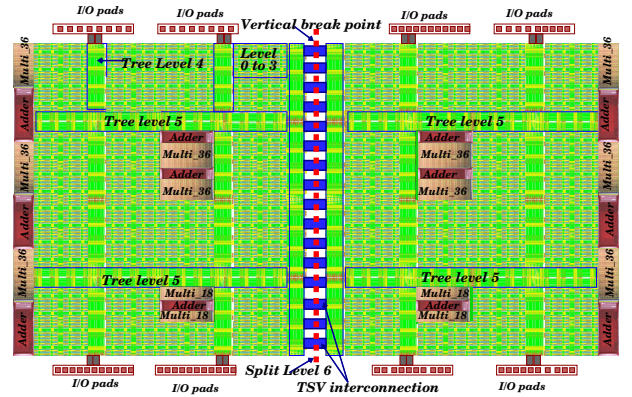 I/O pads
I/O pads
Vertical break point
I/O pads
I/O pads
Multi_36
Tree Level 4
Level
0 to 3
Multi_36
Adder
Tree level 5
Tree level 5
Adder
Adder
Multi_36
Adder
Multi_36
Multi_36
Adder
Multi_36
Adder
Multi_36
Multi_36
Adder
Adder
Multi_36
Tree level 5
Tree level 5
Multi_36
Multi_18
Adder
Multi_18
Multi_18
Adder
Multi_18
Adder
Adder
I/O pads
I/O pads
Split Level 6
TSV interconnection
I/O pads
I/O pads